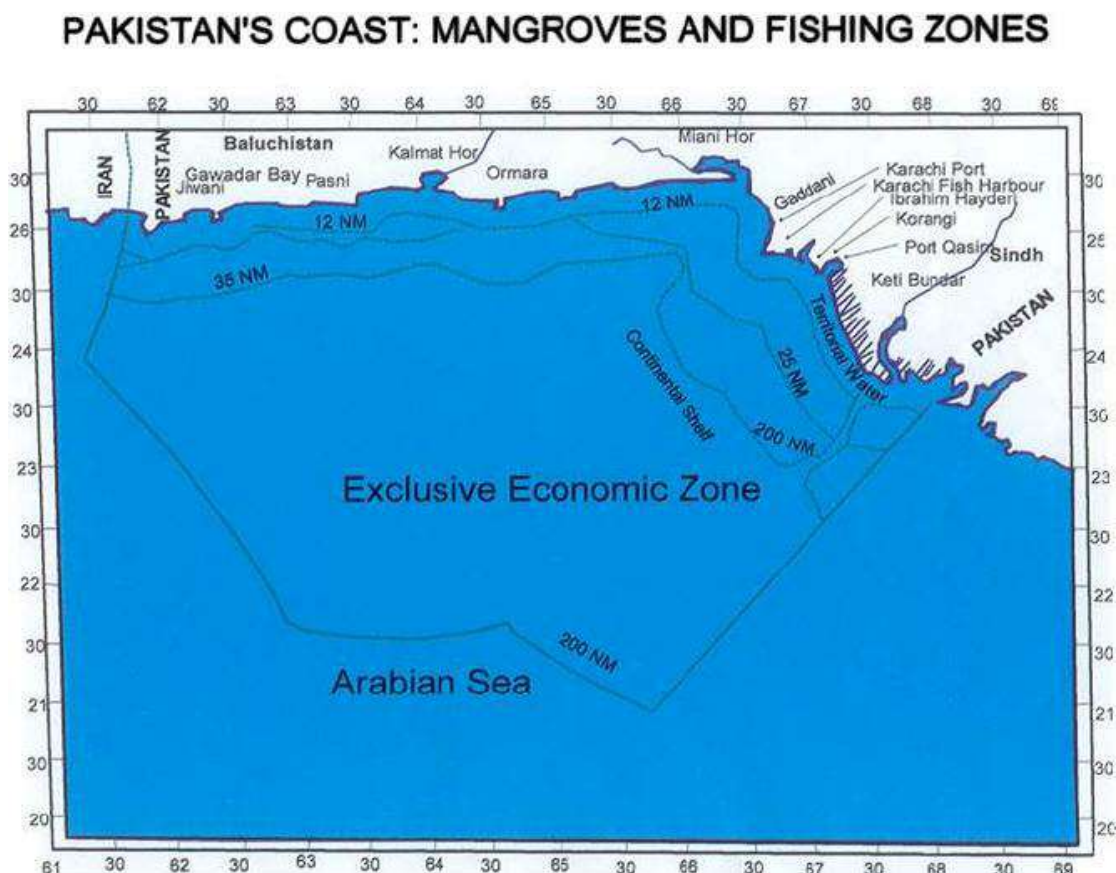 PAKISTAN'S COAST: MANGROVES AND FISHING ZONES
30 62 30 63 30 64 30 65 30 66 30 67 30 68 30 69
IRAN
PAKISTAN
Baluchistan
Gawadar Bay
Jiwani
Pasni
Kalmat Hor
Ormara
Miani Hor
Gaddani
Karachi Port
Karachi Fish Harbour
Ibrahim Hayderi
Korangi
Port Qasim
Sindh
Keti Bundar
PAKISTAN
12 NM
12 NM
35 NM
Territorial Water
25 NM
Continental Shelf
200 NM
Exclusive Economic Zone
200 NM
Arabian Sea
30
26
30
24
30
23
30
22
30
21
30
20
30
25
30
24
30
23
30
22
30
21
30
20
61 30 62 30 63 30 64 30 65 30 66 30 67 30 68 30 69